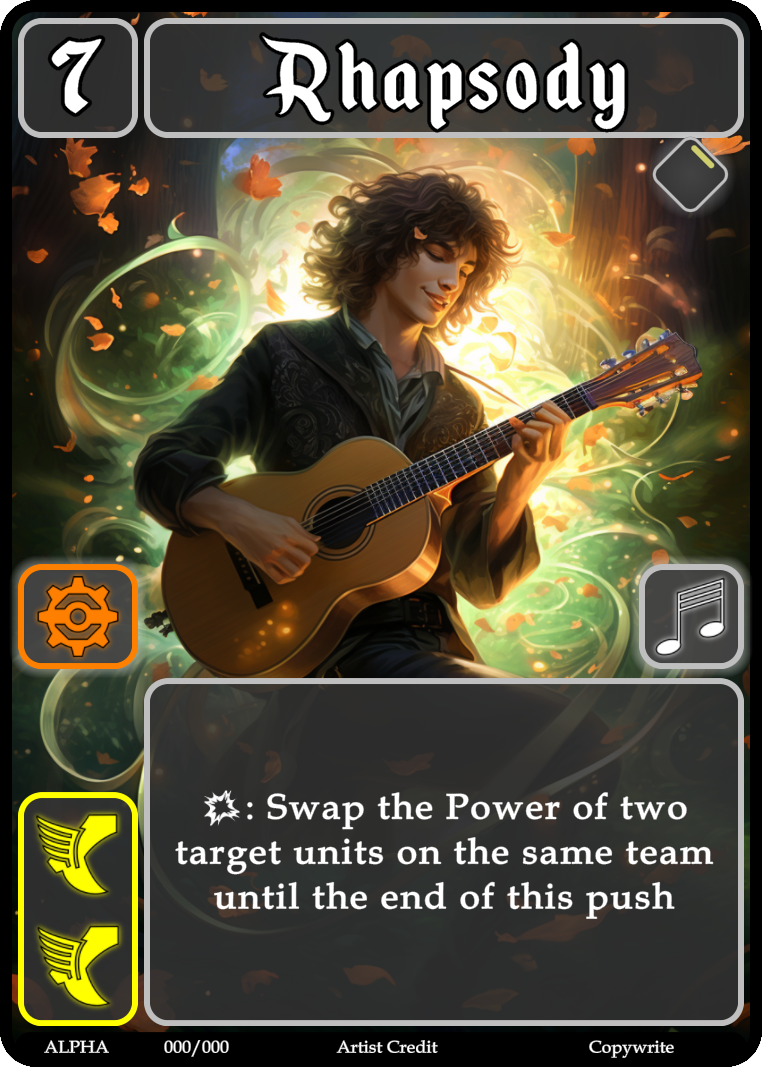 7
Rhapsody
: Swap the Power of two
target units on the same team
until the end of this push
ALPHA 000/000 Artist Credit Copywrite